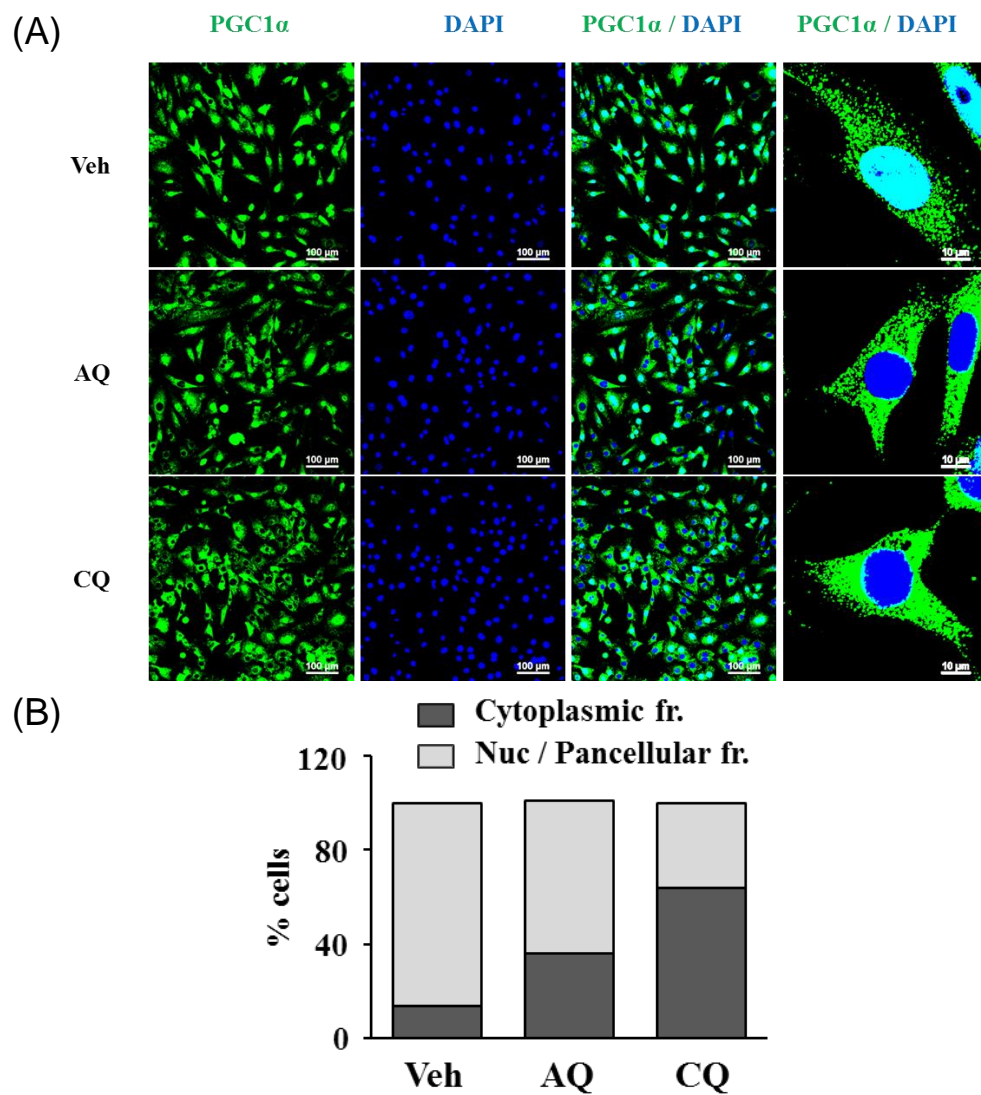 (A)
PGC1α DAPI PGC1α / DAPI PGC1α / DAPI
Veh
100 µm 100 µm 100 µm 10 µm
AQ
100 µm 100 µm 100 µm 10 µm
CQ
100 µm 100 µm 100 µm 10 µm
(B)
Cytoplasmic fr.
Nuc / Pancellular fr.
120
80
40
0
% cells
Veh AQ CQ